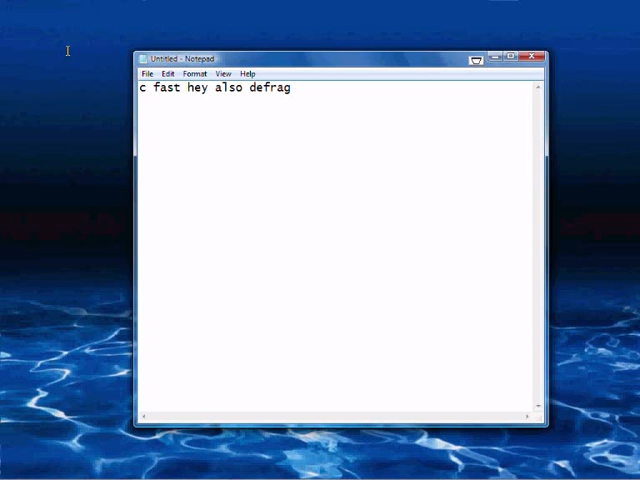 Untitled - Notepad
File Edit Format View Help
c fast hey also defrag